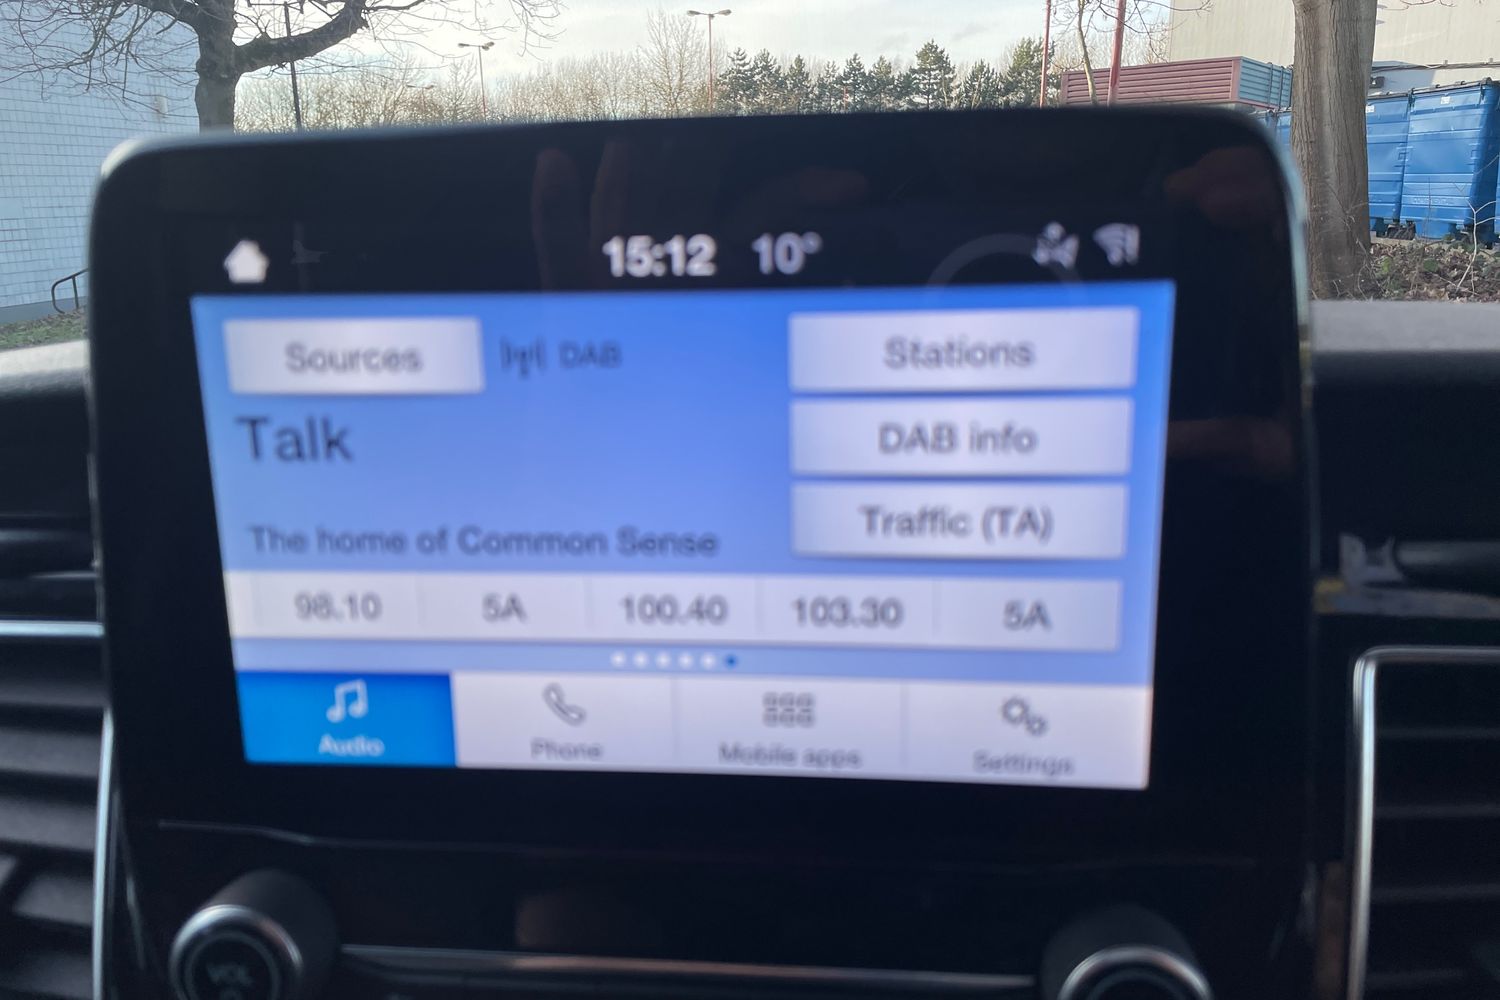 15:12 10°
Sources DAB Stations
Talk
DAB info
The home of Common Sense
Traffic (TA)
98.10 5A 100.40 103.30 5A
Audio Phone Mobile apps Settings
VOL